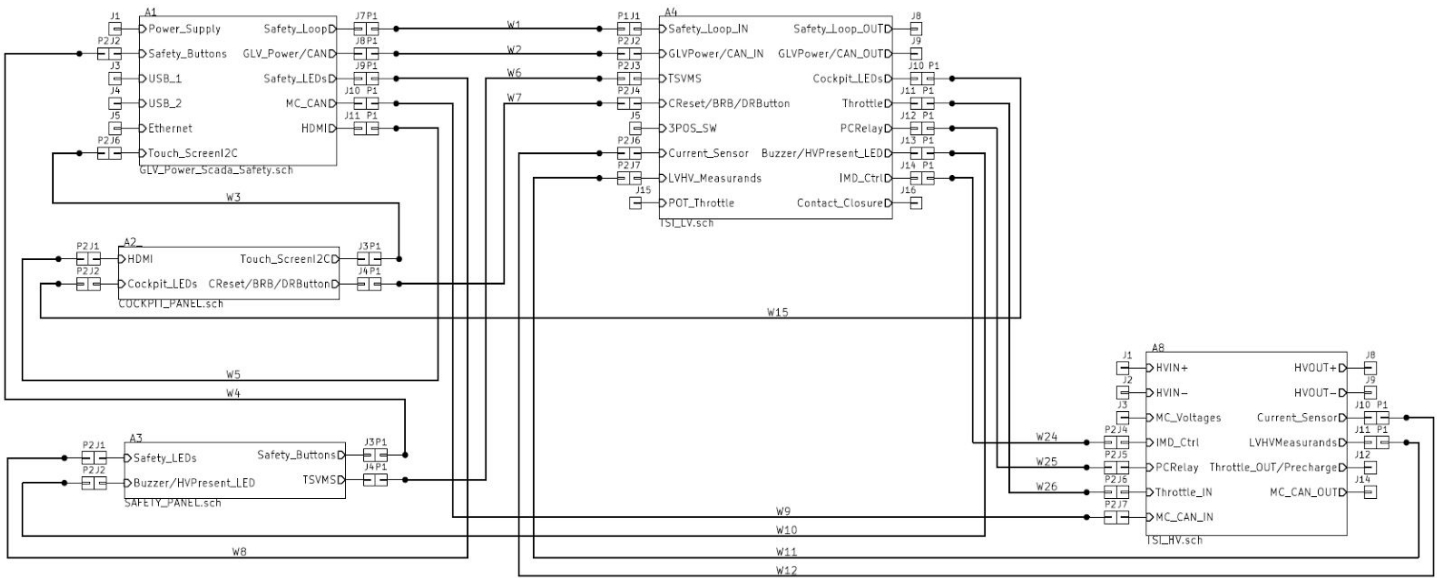 A1
J1 Power_Supply Safety_Loop J7 P1
P2 J2 Safety_Buttons GLV_Power/CAN J8 P1
J3 USB_1 Safety_LEDs J9 P1
J4 USB_2 MC_CAN J10 P1
J5 Ethernet HDMI J11 P1
P2 J6 Touch_ScreenI2C
GLV_Power_Scada_Safety.sch
W1
W2
W6
W7
A4
P1 J1 Safety_Loop_IN Safety_Loop_OUT J8
P2 J2 GLVPower/CAN_IN GLVPower/CAN_OUT J9
P2 J3 TSVMS Cockpit_LEDs J10 P1
P2 J4 CReset/BRB/DRButton Throttle J11 P1
J5 3POS_SW PCRelay J12 P1
P2 J6 Current_Sensor Buzzer/HVPresent_LED J13 P1
P2 J7 LVHV_Measurands IMD_Ctrl J14 P1
J15 POT_Throttle Contact_Closure J16
TSI_LV.sch
W3
A2
P2 J1 HDMI Touch_ScreenI2C J3 P1
P2 J2 Cockpit_LEDs CReset/BRB/DRButton J4 P1
COCKPIT_PANEL.sch
W15
W5
W4
A8
J1 HVIN+ HVOUT+ J8
J2 HVIN- HVOUT- J9
J3 MC_Voltages Current_Sensor J10 P1
W24 P2 J4 IMD_Ctrl LVHVMeasurands J11 P1
W25 P2 J5 PCRelay Throttle_OUT/Precharge J12
W26 P2 J6 Throttle_IN MC_CAN_OUT J14
P2 J7 MC_CAN_IN
TSI_HV.sch
A3
P2 J1 Safety_LEDs Safety_Buttons J3 P1
P2 J2 Buzzer/HVPresent_LED TSVMS J4 P1
SAFETY_PANEL.sch
W9
W10
W8
W11
W12